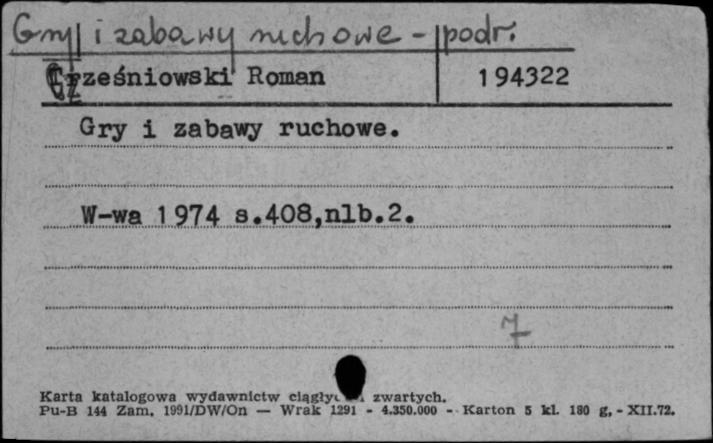 Gry i zabawy ruchowe - podr.
Trześniowski Roman 194322
Gry i zabawy ruchowe.
W-wa 1974 s.408,nlb.2.
7
Karta katalogowa wydawnictw zwartych.
Pu-B 144 Zam. 1991/DW/On — Wrak 1291 - 4.350.000 - Karton 5 kl. 180 g. - XII.72.